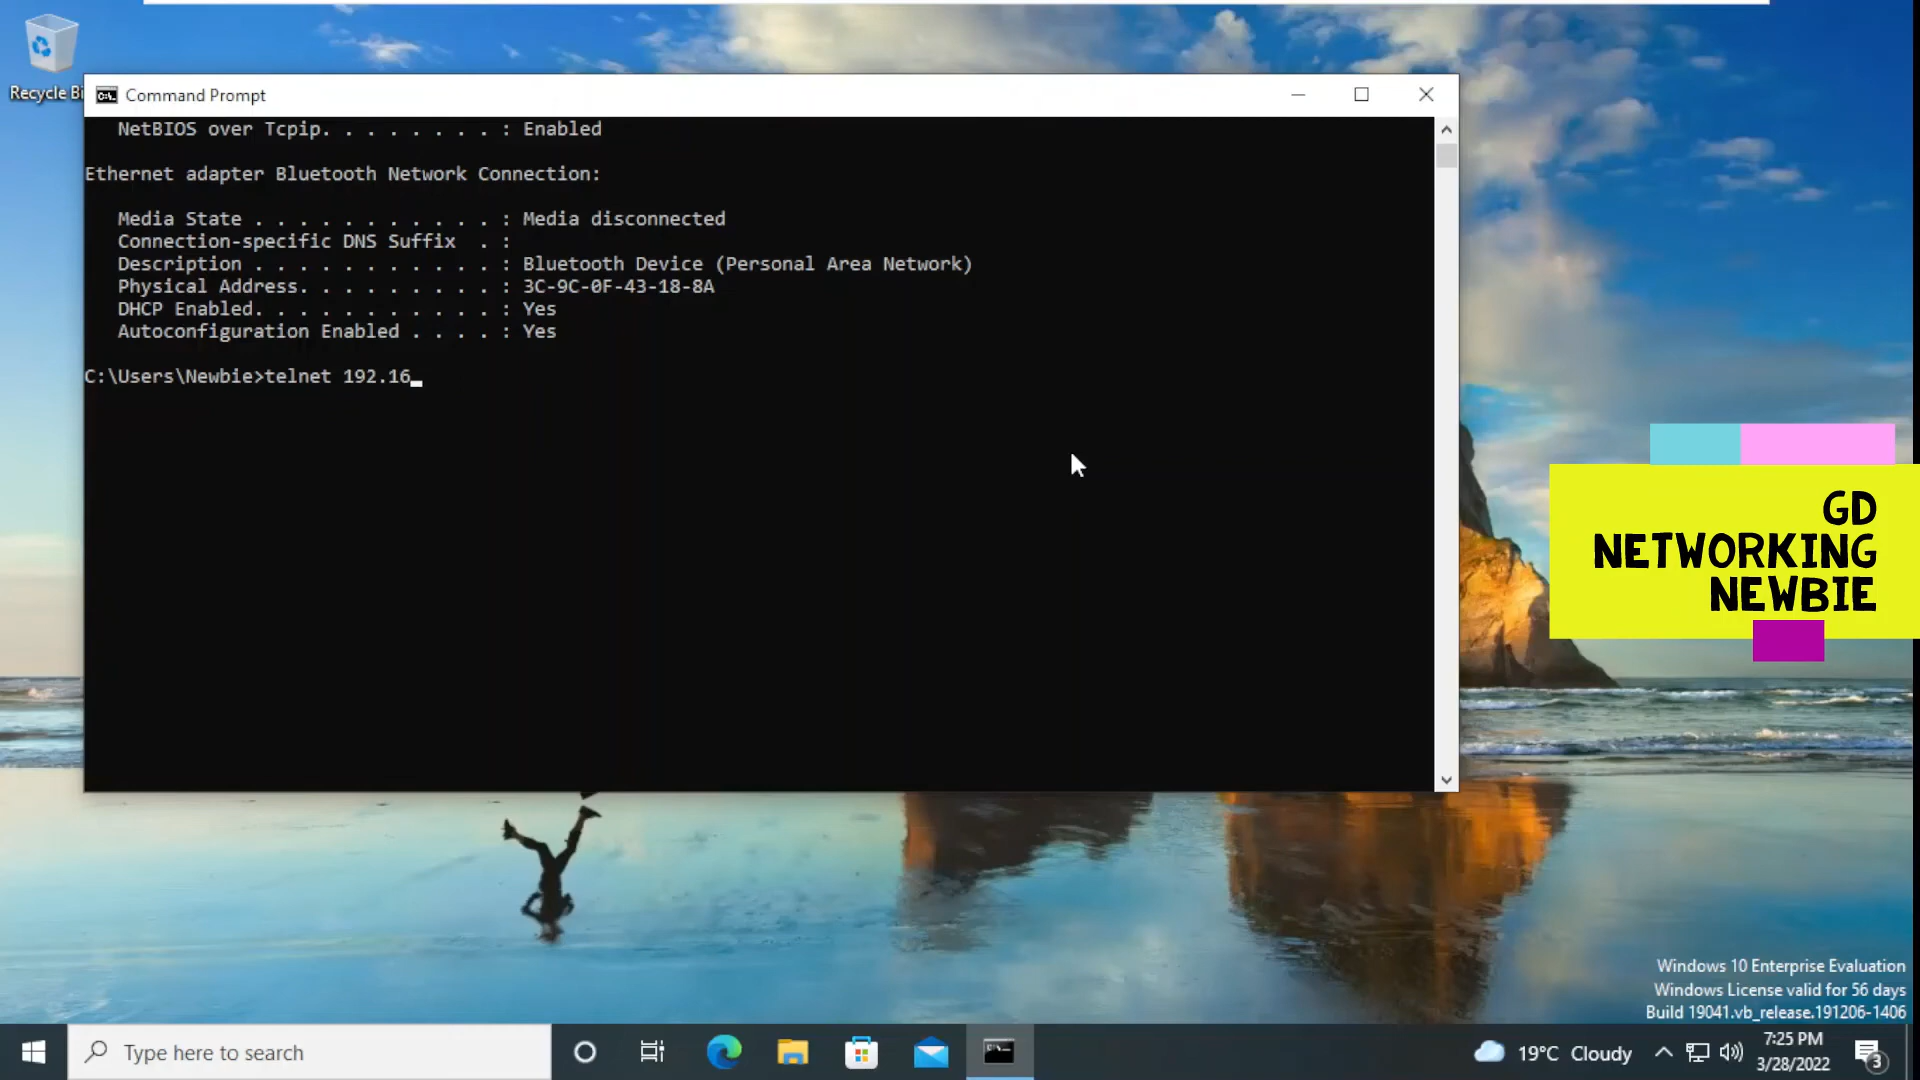 Recycle Bi
Command Prompt
NetBIOS over Tcpip. . . . . . . . : Enabled
Ethernet adapter Bluetooth Network Connection:
Media State . . . . . . . . . . . : Media disconnected
Connection-specific DNS Suffix  . :
Description . . . . . . . . . . . : Bluetooth Device (Personal Area Network)
Physical Address. . . . . . . . . : 3C-9C-0F-43-18-8A
DHCP Enabled. . . . . . . . . . . : Yes
Autoconfiguration Enabled . . . . : Yes
C:\Users\Newbie>telnet 192.16_
GD
NETWORKING
NEWBIE
Windows 10 Enterprise Evaluation
Windows License valid for 56 days
Build 19041.vb_release.191206-1406
Type here to search
19°C Cloudy
7:25 PM
3/28/2022
3